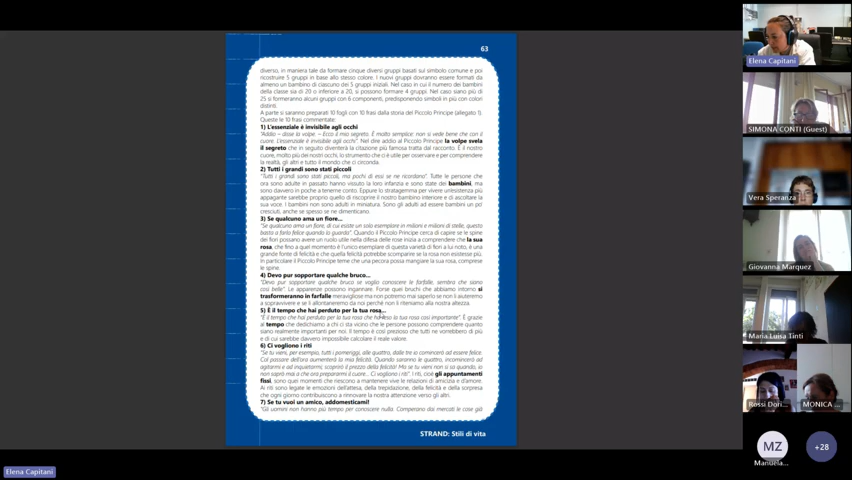 63
diverso, in maniera tale da formare cinque diversi gruppi basati sul simbolo comune e poi
ricostruire 5 gruppi in base allo stesso colore. I nuovi gruppi dovranno essere formati da
almeno un bambino di ciascuno dei 5 gruppi iniziali. Nel caso in cui il numero dei bambini
della classe sia di 20 o inferiore a 20, si possono formare 4 gruppi. Nel caso siano più di
25 si formeranno alcuni gruppi con 6 componenti, predisponendo simboli in più con colori
distinti.
A parte si saranno preparati 10 fogli con 10 frasi dalla storia del Piccolo Principe (allegato 1).
Queste le 10 frasi commentate:
1) L'essenziale è invisibile agli occhi
"Addio – disse la volpe. – Ecco il mio segreto. È molto semplice: non si vede bene che con il
cuore. L'essenziale è invisibile agli occhi". Nel dire addio al Piccolo Principe la volpe svela
il segreto che in seguito diventerà la citazione più famosa tratta dal racconto. È il nostro
cuore, molto più dei nostri occhi, lo strumento che ci è utile per osservare e per comprendere
la realtà, gli altri e tutto il mondo che ci circonda.
2) Tutti i grandi sono stati piccoli
"Tutti i grandi sono stati piccoli, ma pochi di essi se ne ricordano". Tutte le persone che
ora sono adulte in passato hanno vissuto la loro infanzia e sono state dei bambini, ma
sono davvero in poche a tenerne conto. Eppure lo stratagemma per vivere un'esistenza più
appagante sarebbe proprio quello di riscoprire il nostro bambino interiore e di ascoltare la
sua voce. I bambini non sono adulti in miniatura. Sono gli adulti ad essere bambini un po'
cresciuti, anche se spesso se ne dimenticano.
3) Se qualcuno ama un fiore...
"Se qualcuno ama un fiore, di cui esiste un solo esemplare in milioni e milioni di stelle, questo
basta a farlo felice quando lo guarda". Quando il Piccolo Principe cerca di capire se le spine
dei fiori possano avere un ruolo utile nella difesa delle rose inizia a comprendere che la sua
rosa, che fino a quel momento è l'unico esemplare di questa varietà di fiori a lui noto, è una
grande fonte di felicità e che quella felicità potrebbe scomparire se la rosa non esistesse più.
In particolare il Piccolo Principe teme che una pecora possa mangiare la sua rosa, comprese
le spine.
4) Devo pur sopportare qualche bruco...
"Devo pur sopportare qualche bruco se voglio conoscere le farfalle, sembra che siano
così belle". Le apparenze possono ingannare. Forse quei bruchi che abbiamo intorno si
trasformeranno in farfalle meravigliose ma non potremo mai saperlo se non li aiuteremo
a sopravvivere e se li allontaneremo da noi perché non li riteniamo alla nostra altezza.
5) È il tempo che hai perduto per la tua rosa...
"È il tempo che hai perduto per la tua rosa che ha reso la tua rosa così importante". È grazie
al tempo che dedichiamo a chi ci sta vicino che le persone possono comprendere quanto
siano realmente importanti per noi. Il tempo è così prezioso che tutti ne vorrebbero di più
e di cui sarebbe davvero impossibile calcolare il reale valore.
6) Ci vogliono i riti
"Se tu vieni, per esempio, tutti i pomeriggi, alle quattro, dalle tre io comincerò ad essere felice.
Col passare dell'ora aumenterà la mia felicità. Quando saranno le quattro, incomincerò ad
agitarmi e ad inquietarmi; scoprirò il prezzo della felicità! Ma se tu vieni non si sa quando, io
non saprò mai a che ora prepararmi il cuore... Ci vogliono i riti". I riti, cioè gli appuntamenti
fissi, sono quei momenti che riescono a mantenere vive le relazioni di amicizia e d'amore.
Ai riti sono legate le emozioni dell'attesa, della trepidazione, della felicità e della sorpresa
che ogni giorno contribuiscono a rinnovare la nostra attenzione verso gli altri.
7) Se tu vuoi un amico, addomesticami!
"Gli uomini non hanno più tempo per conoscere nulla. Comperano dai mercati le cose già
STRAND: Stili di vita
Elena Capitani
SIMONA CONTI (Guest)
Vera Speranza
Giovanna Marquez
Maria Luisa Tinti
Rossi Dori...
MONICA ...
MZ
Manuela...
+28
Elena Capitani